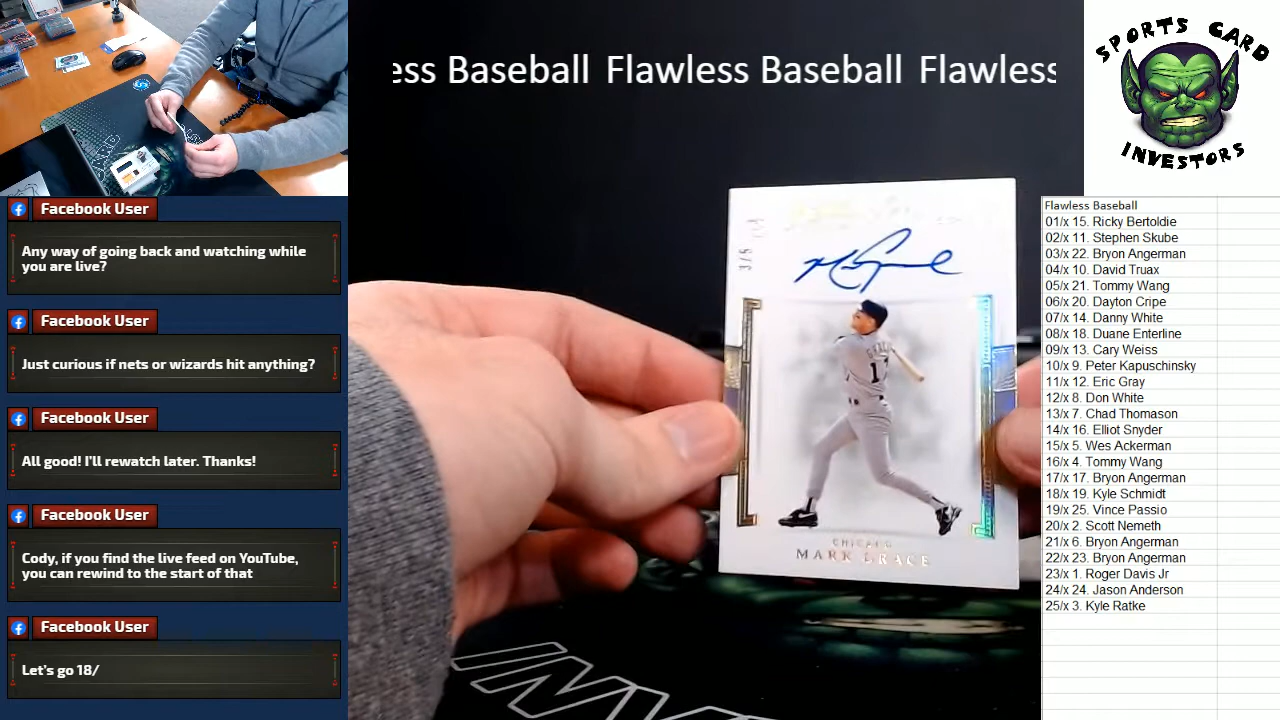 ess Baseball Flawless Baseball Flawless
SPORTS CARD
INVESTORS
Facebook User
Any way of going back and watching while
you are live?
Facebook User
Just curious if nets or wizards hit anything?
Facebook User
All good! I'll rewatch later. Thanks!
Facebook User
Cody, if you find the live feed on YouTube,
you can rewind to the start of that
Facebook User
Let's go 18/
3/5
17
CHICAGO
MARK GRACE
Flawless Baseball
01/x 15. Ricky Bertoldie
02/x 11. Stephen Skube
03/x 22. Bryon Angerman
04/x 10. David Truax
05/x 21. Tommy Wang
06/x 20. Dayton Cripe
07/x 14. Danny White
08/x 18. Duane Enterline
09/x 13. Cary Weiss
10/x 9. Peter Kapuschinsky
11/x 12. Eric Gray
12/x 8. Don White
13/x 7. Chad Thomason
14/x 16. Elliot Snyder
15/x 5. Wes Ackerman
16/x 4. Tommy Wang
17/x 17. Bryon Angerman
18/x 19. Kyle Schmidt
19/x 25. Vince Passio
20/x 2. Scott Nemeth
21/x 6. Bryon Angerman
22/x 23. Bryon Angerman
23/x 1. Roger Davis Jr
24/x 24. Jason Anderson
25/x 3. Kyle Ratke